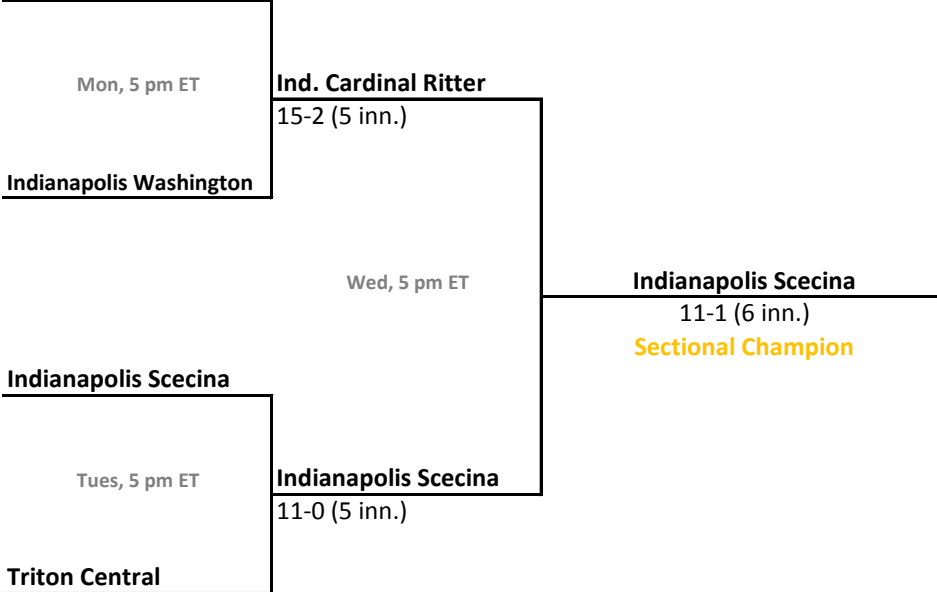 Mon, 5 pm ET
Ind. Cardinal Ritter
15-2 (5 inn.)
Indianapolis Washington
Wed, 5 pm ET
Indianapolis Scecina
11-1 (6 inn.)
Sectional Champion
Indianapolis Scecina
Tues, 5 pm ET
Indianapolis Scecina
11-0 (5 inn.)
Triton Central